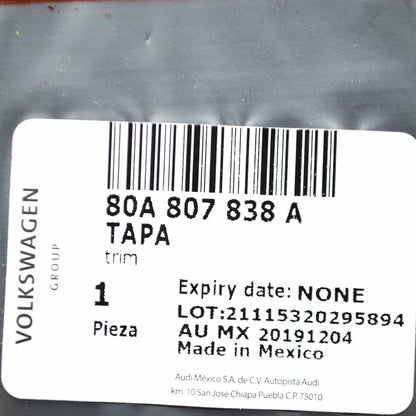 VOLKSWAGEN
GROUP
80A 807 838 A
TAPA
trim
1
Pieza
Expiry date: NONE
LOT:21115320295894
AU MX 20191204
Made in Mexico
Audi México S.A. de C.V. Autopista Audi
km. 10 San José Chiapa Puebla C.P. 75010